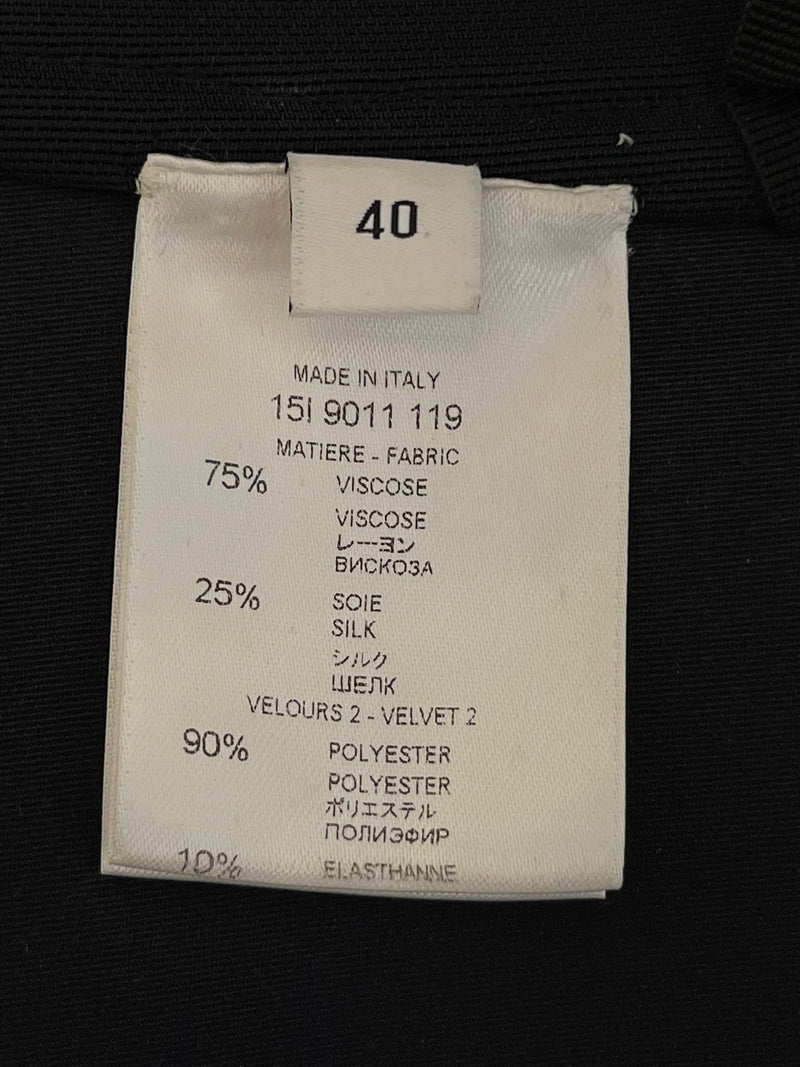 40
MADE IN ITALY
15I 9011 119
MATIERE - FABRIC
75% VISCOSE
VISCOSE
レーヨン
ВИСКОЗА
25% SOIE
SILK
シルク
ШЕЛК
VELOURS 2 - VELVET 2
90% POLYESTER
POLYESTER
ポリエステル
ПОЛИЭФИР
10% ELASTHANNE